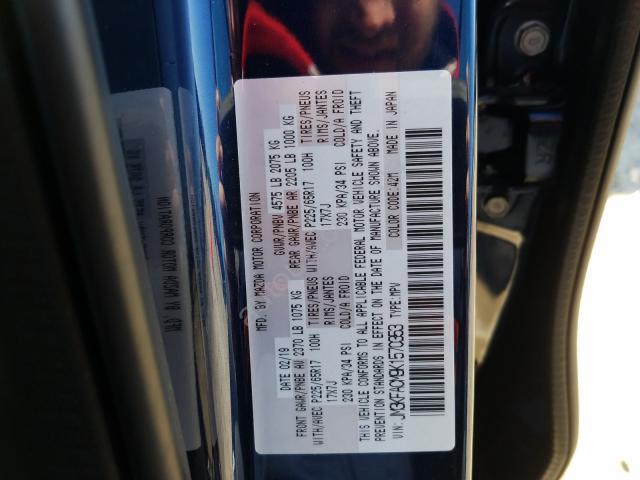 MFD. BY MAZDA MOTOR CORPORATION
DATE 02/19 GVWR/PNBV 4575 LB 2075 KG
FRONT GAWR/PNBE AV 2370 LB 1075 KG REAR GAWR/PNBE AR 2205 LB 1000 KG
WITH/AVEC P225/65R17 100H TIRES/PNEUS WITH/AVEC P225/65R17 100H TIRES/PNEUS
17X7J RIMS/JANTES 17X7J RIMS/JANTES
230 KPA/34 PSI COLD/A FROID 230 KPA/34 PSI COLD/A FROID
THIS VEHICLE CONFORMS TO ALL APPLICABLE FEDERAL MOTOR VEHICLE SAFETY AND THEFT
PREVENTION STANDARDS IN EFFECT ON THE DATE OF MANUFACTURE SHOWN ABOVE.
COLOR CODE:42M MADE IN JAPAN
VIN: JM3KFACM9K1570353 TYPE:MPV